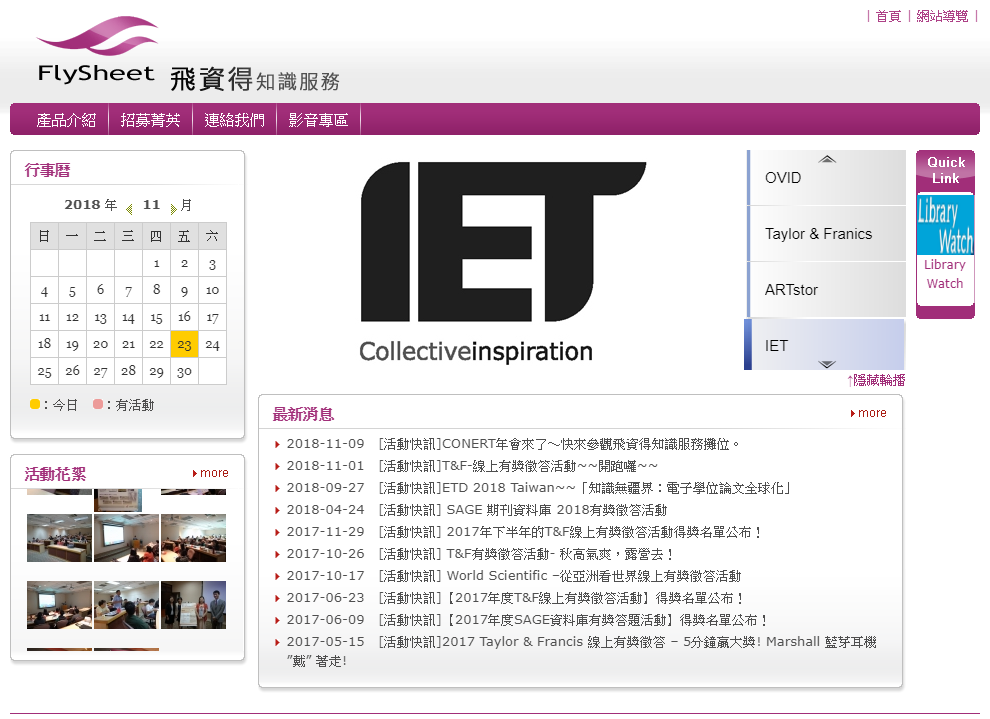 | 首頁 | 網站導覽 |
FlySheet 飛資得知識服務
產品介紹 招募菁英 連絡我們 影音專區
行事曆
2018 年 11 月
日 一 二 三 四 五 六
1 2 3
4 5 6 7 8 9 10
11 12 13 14 15 16 17
18 19 20 21 22 23 24
25 26 27 28 29 30
：今日 ：有活動
活動花絮
more
IET
Collectiveinspiration
OVID
Taylor & Franics
ARTstor
IET
↑隱藏輪播
Quick
Link
Library
Watch
Library
Watch
最新消息
more
2018-11-09 [活動快訊]CONERT年會來了～快來參觀飛資得知識服務攤位。
2018-11-01 [活動快訊]T&F-線上有獎徵答活動~~開跑囉~~
2018-09-27 [活動快訊]ETD 2018 Taiwan~~「知識無疆界：電子學位論文全球化」
2018-04-24 [活動快訊] SAGE 期刊資料庫 2018有獎徵答活動
2017-11-29 [活動快訊] 2017年下半年的T&F線上有獎徵答活動得獎名單公布！
2017-10-26 [活動快訊] T&F有獎徵答活動- 秋高氣爽，露營去！
2017-10-17 [活動快訊] World Scientific –從亞洲看世界線上有獎徵答活動
2017-06-23 [活動快訊]【2017年度T&F線上有獎徵答活動】得獎名單公布！
2017-06-09 [活動快訊]【2017年度SAGE資料庫有獎答題活動】得獎名單公布！
2017-05-15 [活動快訊]2017 Taylor & Francis 線上有獎徵答 – 5分鐘贏大獎! Marshall 藍芽耳機
”戴” 著走!